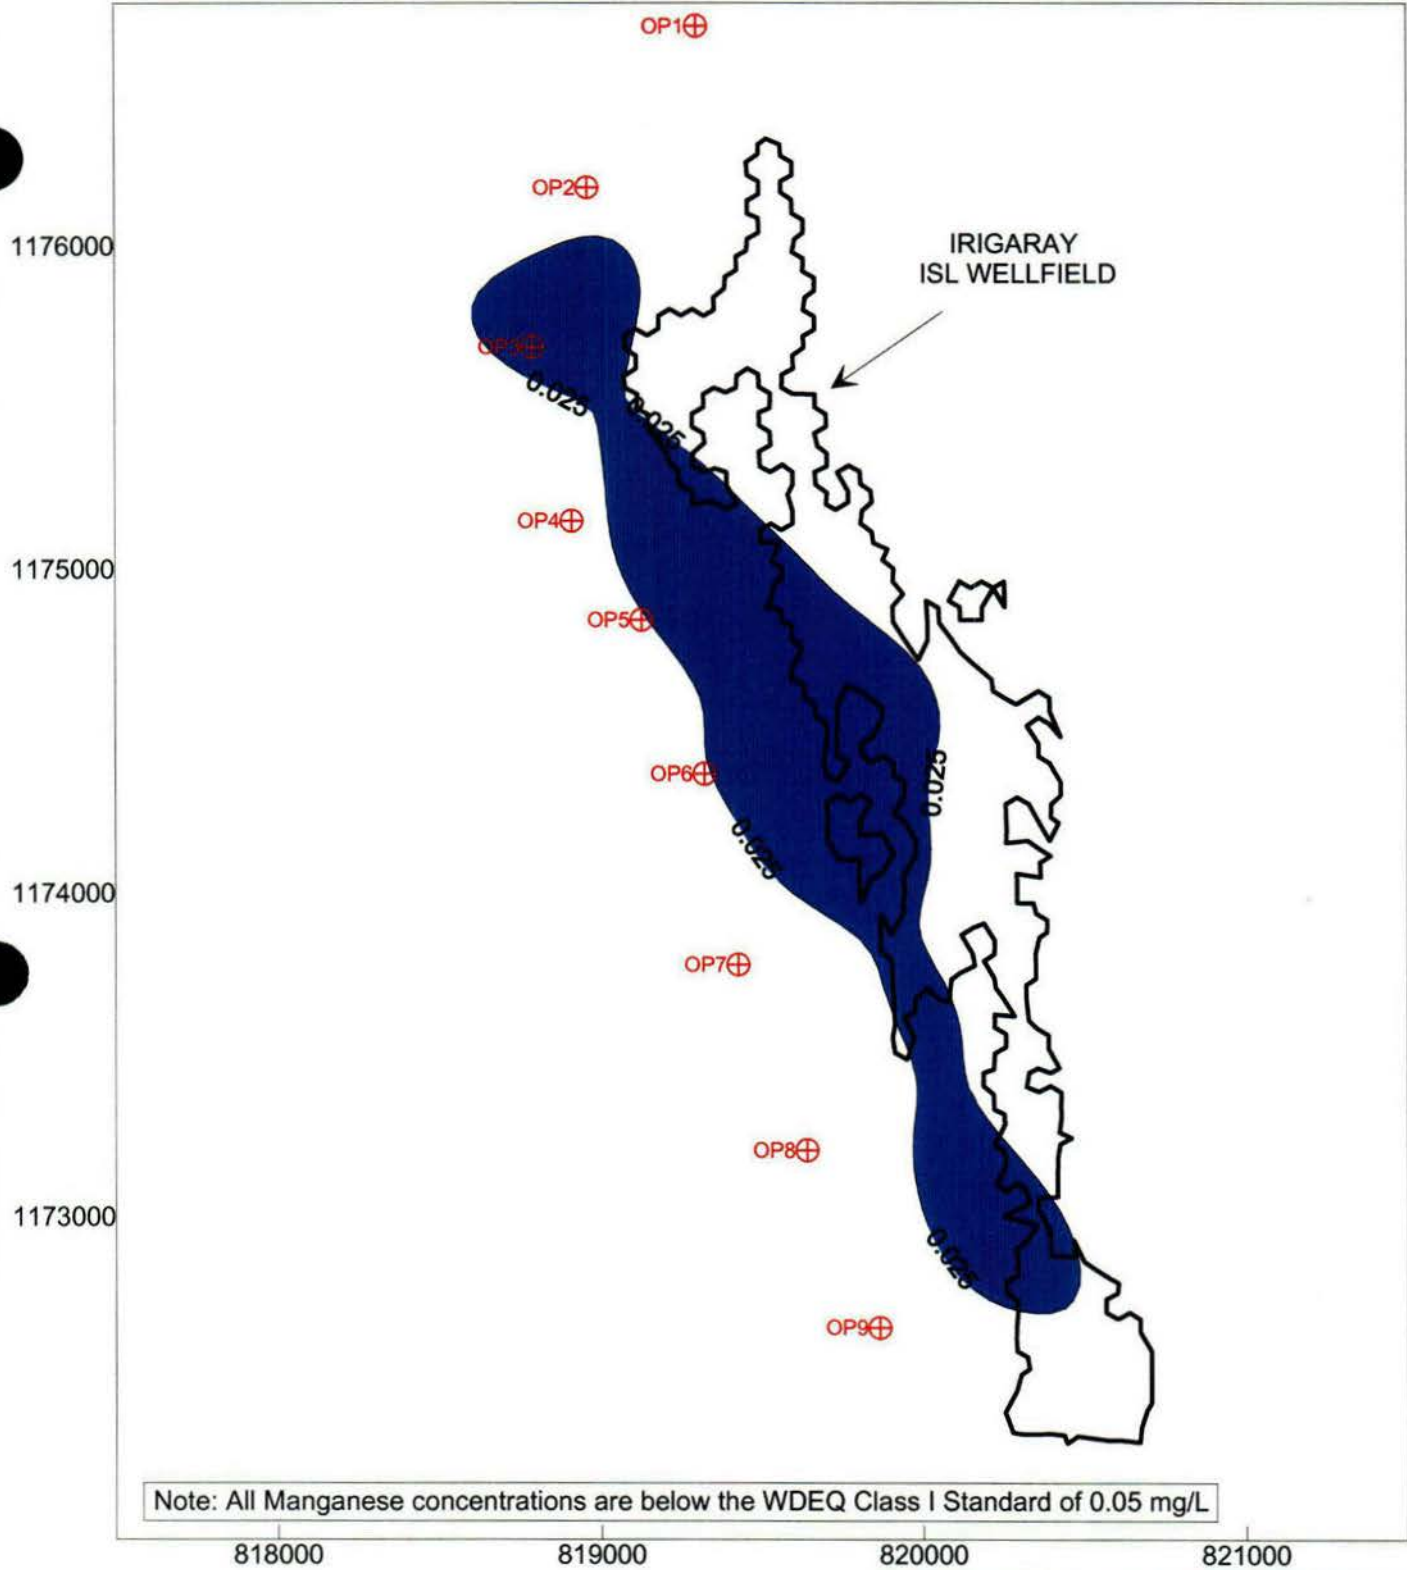 OP1
OP2
1176000
IRIGARAY
ISL WELLFIELD
OP3
0.025
0.025
OP4
1175000
OP5
OP6
0.025
0.025
1174000
OP7
OP8
1173000
0.025
OP9
Note: All Manganese concentrations are below the WDEQ Class I Standard of 0.05 mg/L
818000
819000
820000
821000